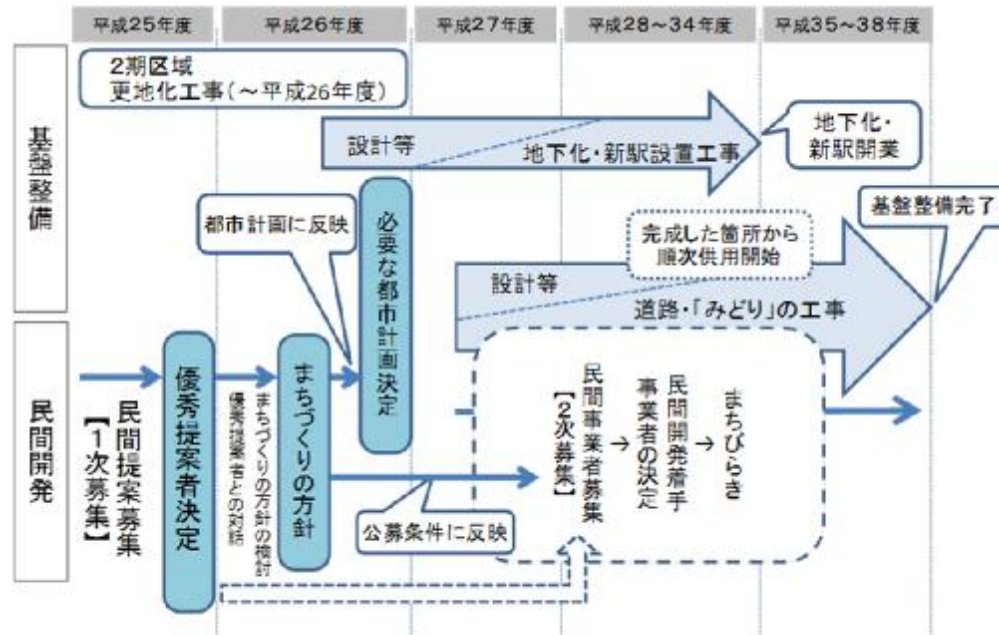 平成25年度
平成26年度
平成27年度
平成28～34年度
平成35～38年度
基盤整備
2期区域
更地化工事(～平成26年度)
設計等
地下化・新駅設置工事
地下化・
新駅開業
都市計画に反映
必要な都市計画決定
完成した箇所から
順次供用開始
基盤整備完了
設計等
道路・「みどり」の工事
民間開発
民間提案募集
【1次募集】
優秀提案者決定
まちづくりの方針の検討
優秀提案者との対話
まちづくりの方針
公募条件に反映
民間事業者募集
【2次募集】
→
民間開発着手
事業者の決定
→
まちびらき